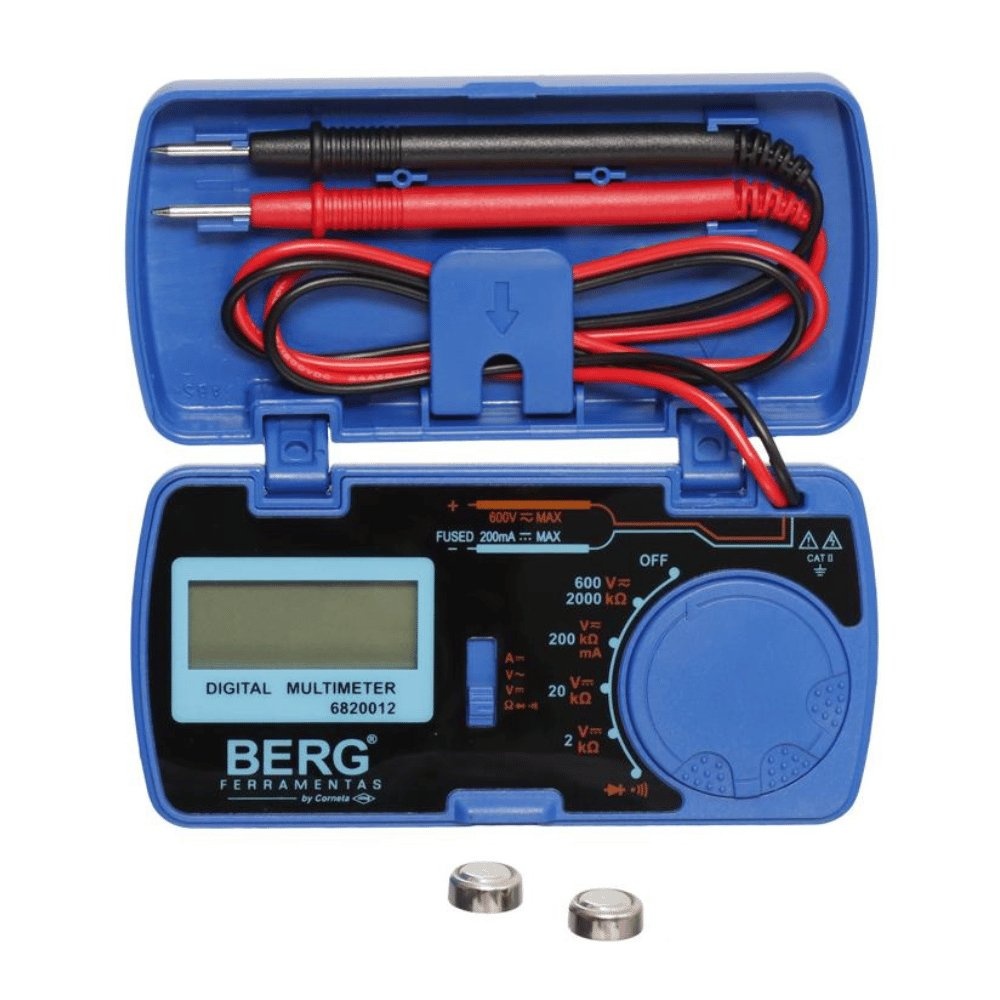 +
600V ⎓ MAX
FUSED 200mA ⎓ MAX
−
CAT II
OFF
600 V
2000 kΩ
V
200 kΩ
mA
20 V
kΩ
2 V
kΩ
A
V~
V
Ω
DIGITAL MULTIMETER
6820012
BERG®
FERRAMENTAS
by Corneta